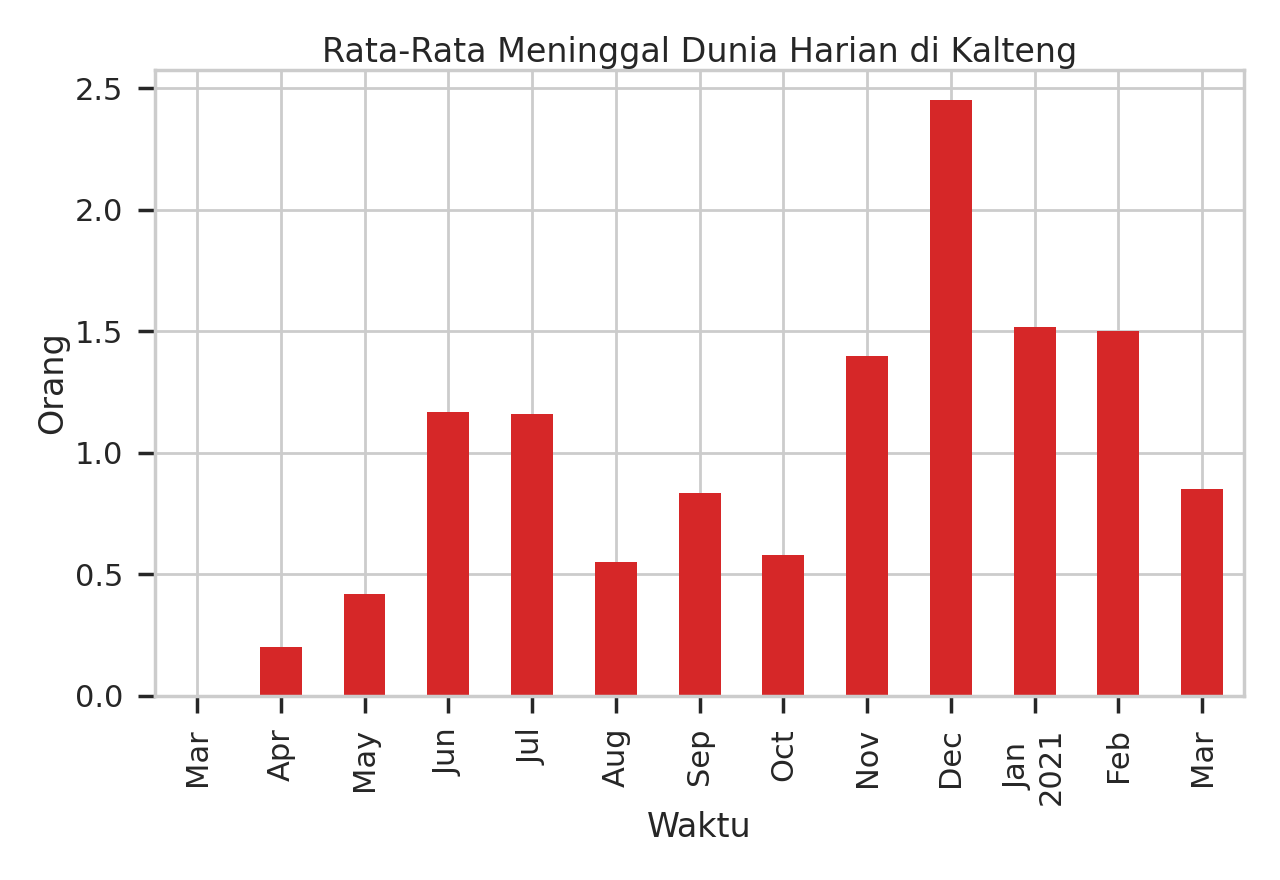 Rata-Rata Meninggal Dunia Harian di Kalteng
2.5
2.0
1.5
1.0
0.5
0.0
Orang
Mar
Apr
May
Jun
Jul
Aug
Sep
Oct
Nov
Dec
Jan
2021
Feb
Mar
Waktu